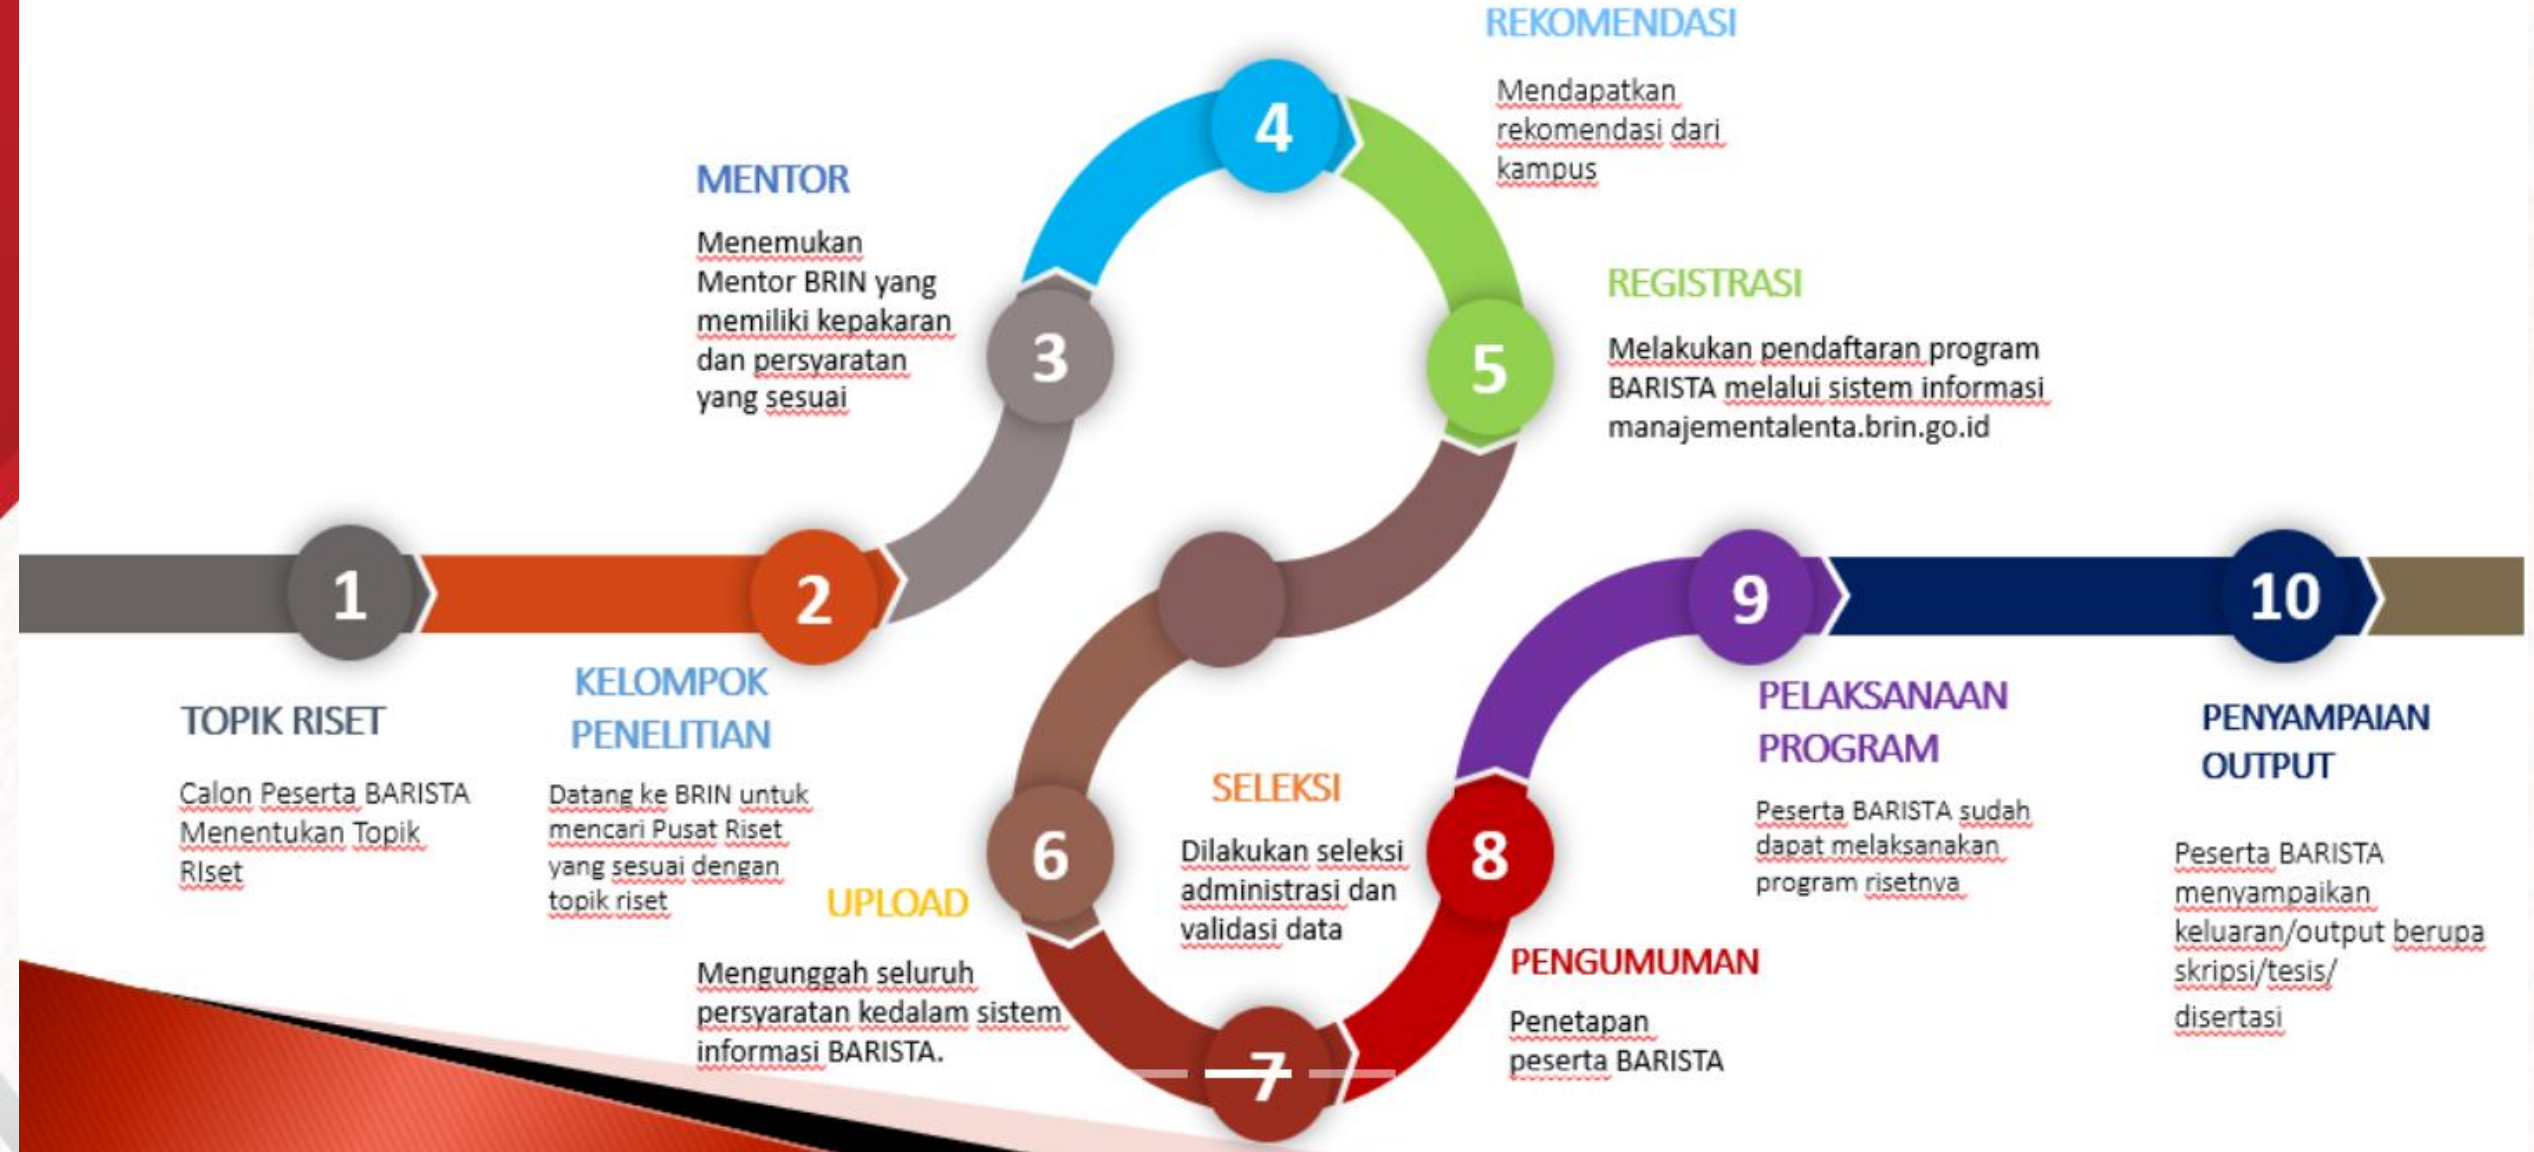 1
TOPIK RISET
Calon Peserta BARISTA
Menentukan Topik
RIset
2
KELOMPOK
PENELITIAN
Datang ke BRIN untuk
mencari Pusat Riset
yang sesuai dengan
topik riset
3
MENTOR
Menemukan
Mentor BRIN yang
memiliki kepakaran
dan persyaratan
yang sesuai
4
REKOMENDASI
Mendapatkan
rekomendasi dari
kampus
5
REGISTRASI
Melakukan pendaftaran program
BARISTA melalui sistem informasi
manajementalenta.brin.go.id
6
UPLOAD
Mengunggah seluruh
persyaratan kedalam sistem
informasi BARISTA.
7
SELEKSI
Dilakukan seleksi
administrasi dan
validasi data
8
PENGUMUMAN
Penetapan
peserta BARISTA
9
PELAKSANAAN
PROGRAM
Peserta BARISTA sudah
dapat melaksanakan
program risetnya
10
PENYAMPAIAN
OUTPUT
Peserta BARISTA
menyampaikan
keluaran/output berupa
skripsi/tesis/
disertasi